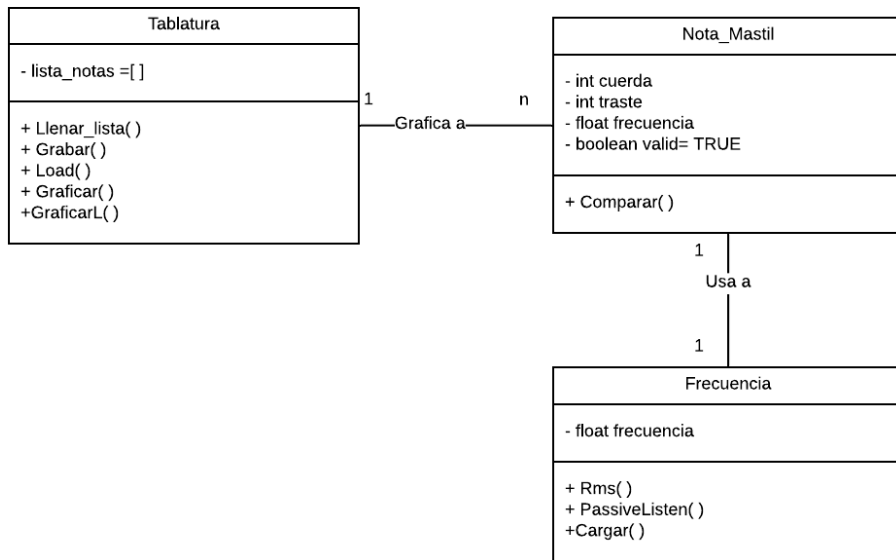 Tablatura
- lista_notas =[ ]
+ Llenar_lista( )
+ Grabar( )
+ Load( )
+ Graficar( )
+GraficarL( )
1
Grafica a
n
Nota_Mastil
- int cuerda
- int traste
- float frecuencia
- boolean valid= TRUE
+ Comparar( )
1
Usa a
1
Frecuencia
- float frecuencia
+ Rms( )
+ PassiveListen( )
+Cargar( )